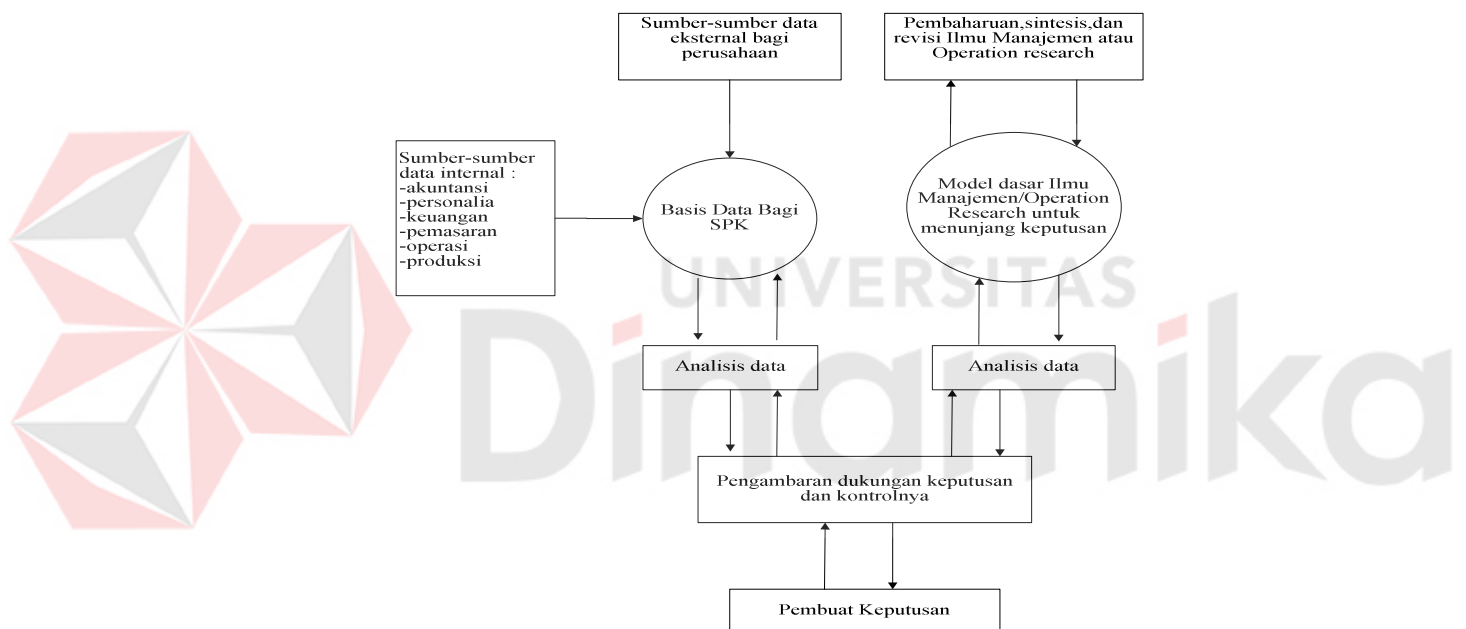 Sumber-sumber data
eksternal bagi
perusahaan
Pembaharuan,sintesis,dan
revisi Ilmu Manajemen atau
Operation research
Sumber-sumber
data internal :
-akuntansi
-personalia
-keuangan
-pemasaran
-operasi
-produksi
Basis Data Bagi
SPK
Model dasar Ilmu
Manajemen/Operation
Research untuk
menunjang keputusan
UNIVERSITAS
Dinamika
Analisis data
Analisis data
Pengambaran dukungan keputusan
dan kontrolnya
Pembuat Keputusan